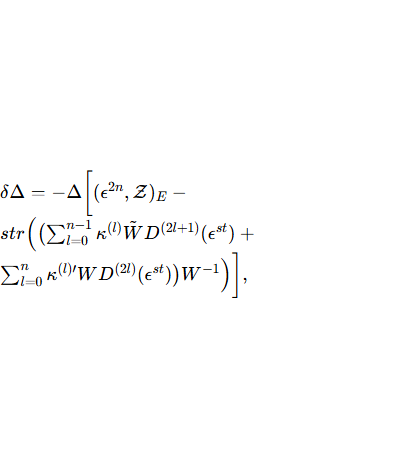 δΔ = −Δ[(ϵ^{2n}, 𝒵)_E −
str((∑_{l=0}^{n−1} κ^{(l)} W̃ D^{(2l+1)}(ϵ^{st}) +
∑_{l=0}^{n} κ^{(l)′} W D^{(2l)}(ϵ^{st})) W^{−1})],